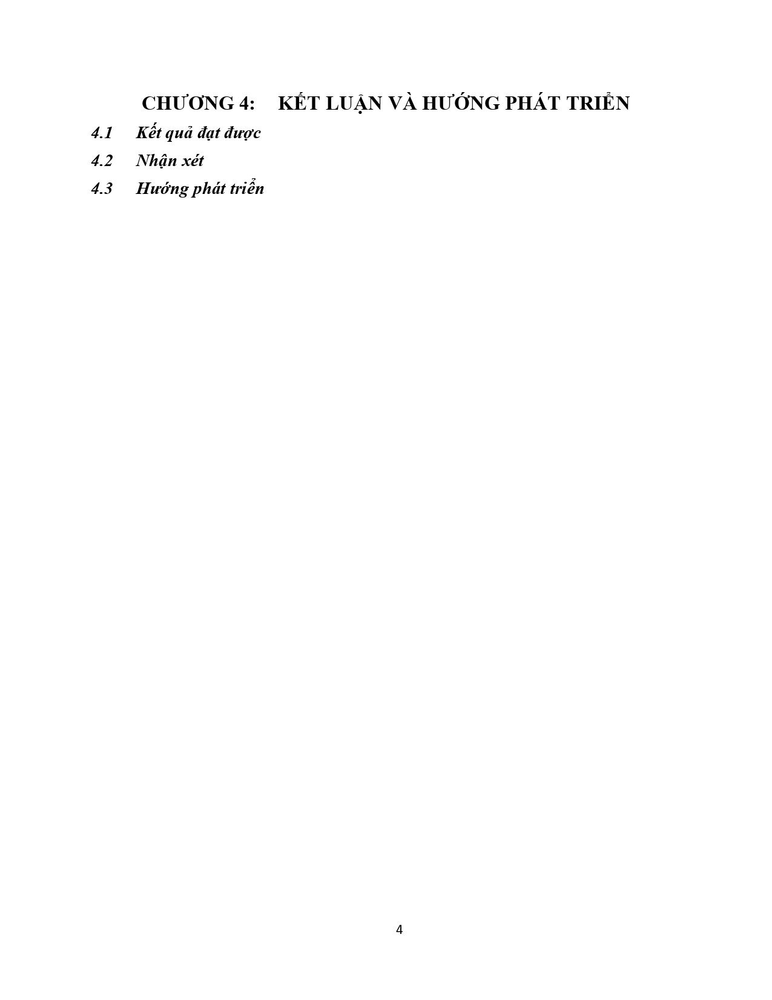 CHƯƠNG 4: KẾT LUẬN VÀ HƯỚNG PHÁT TRIỂN
4.1 Kết quả đạt được
4.2 Nhận xét
4.3 Hướng phát triển
4